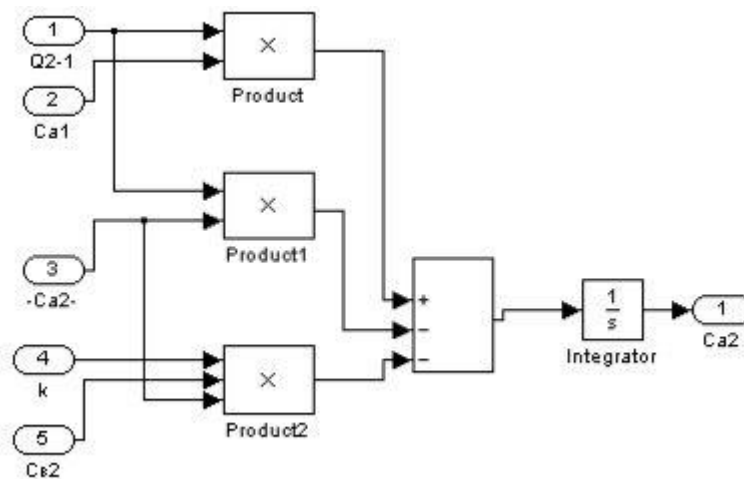 1
Q2-1
×
Product
2
Ca1
×
Product1
3
-Ca2-
4
k
×
Product2
5
Cв2
+
−
−
1
s
Integrator
1
Ca2